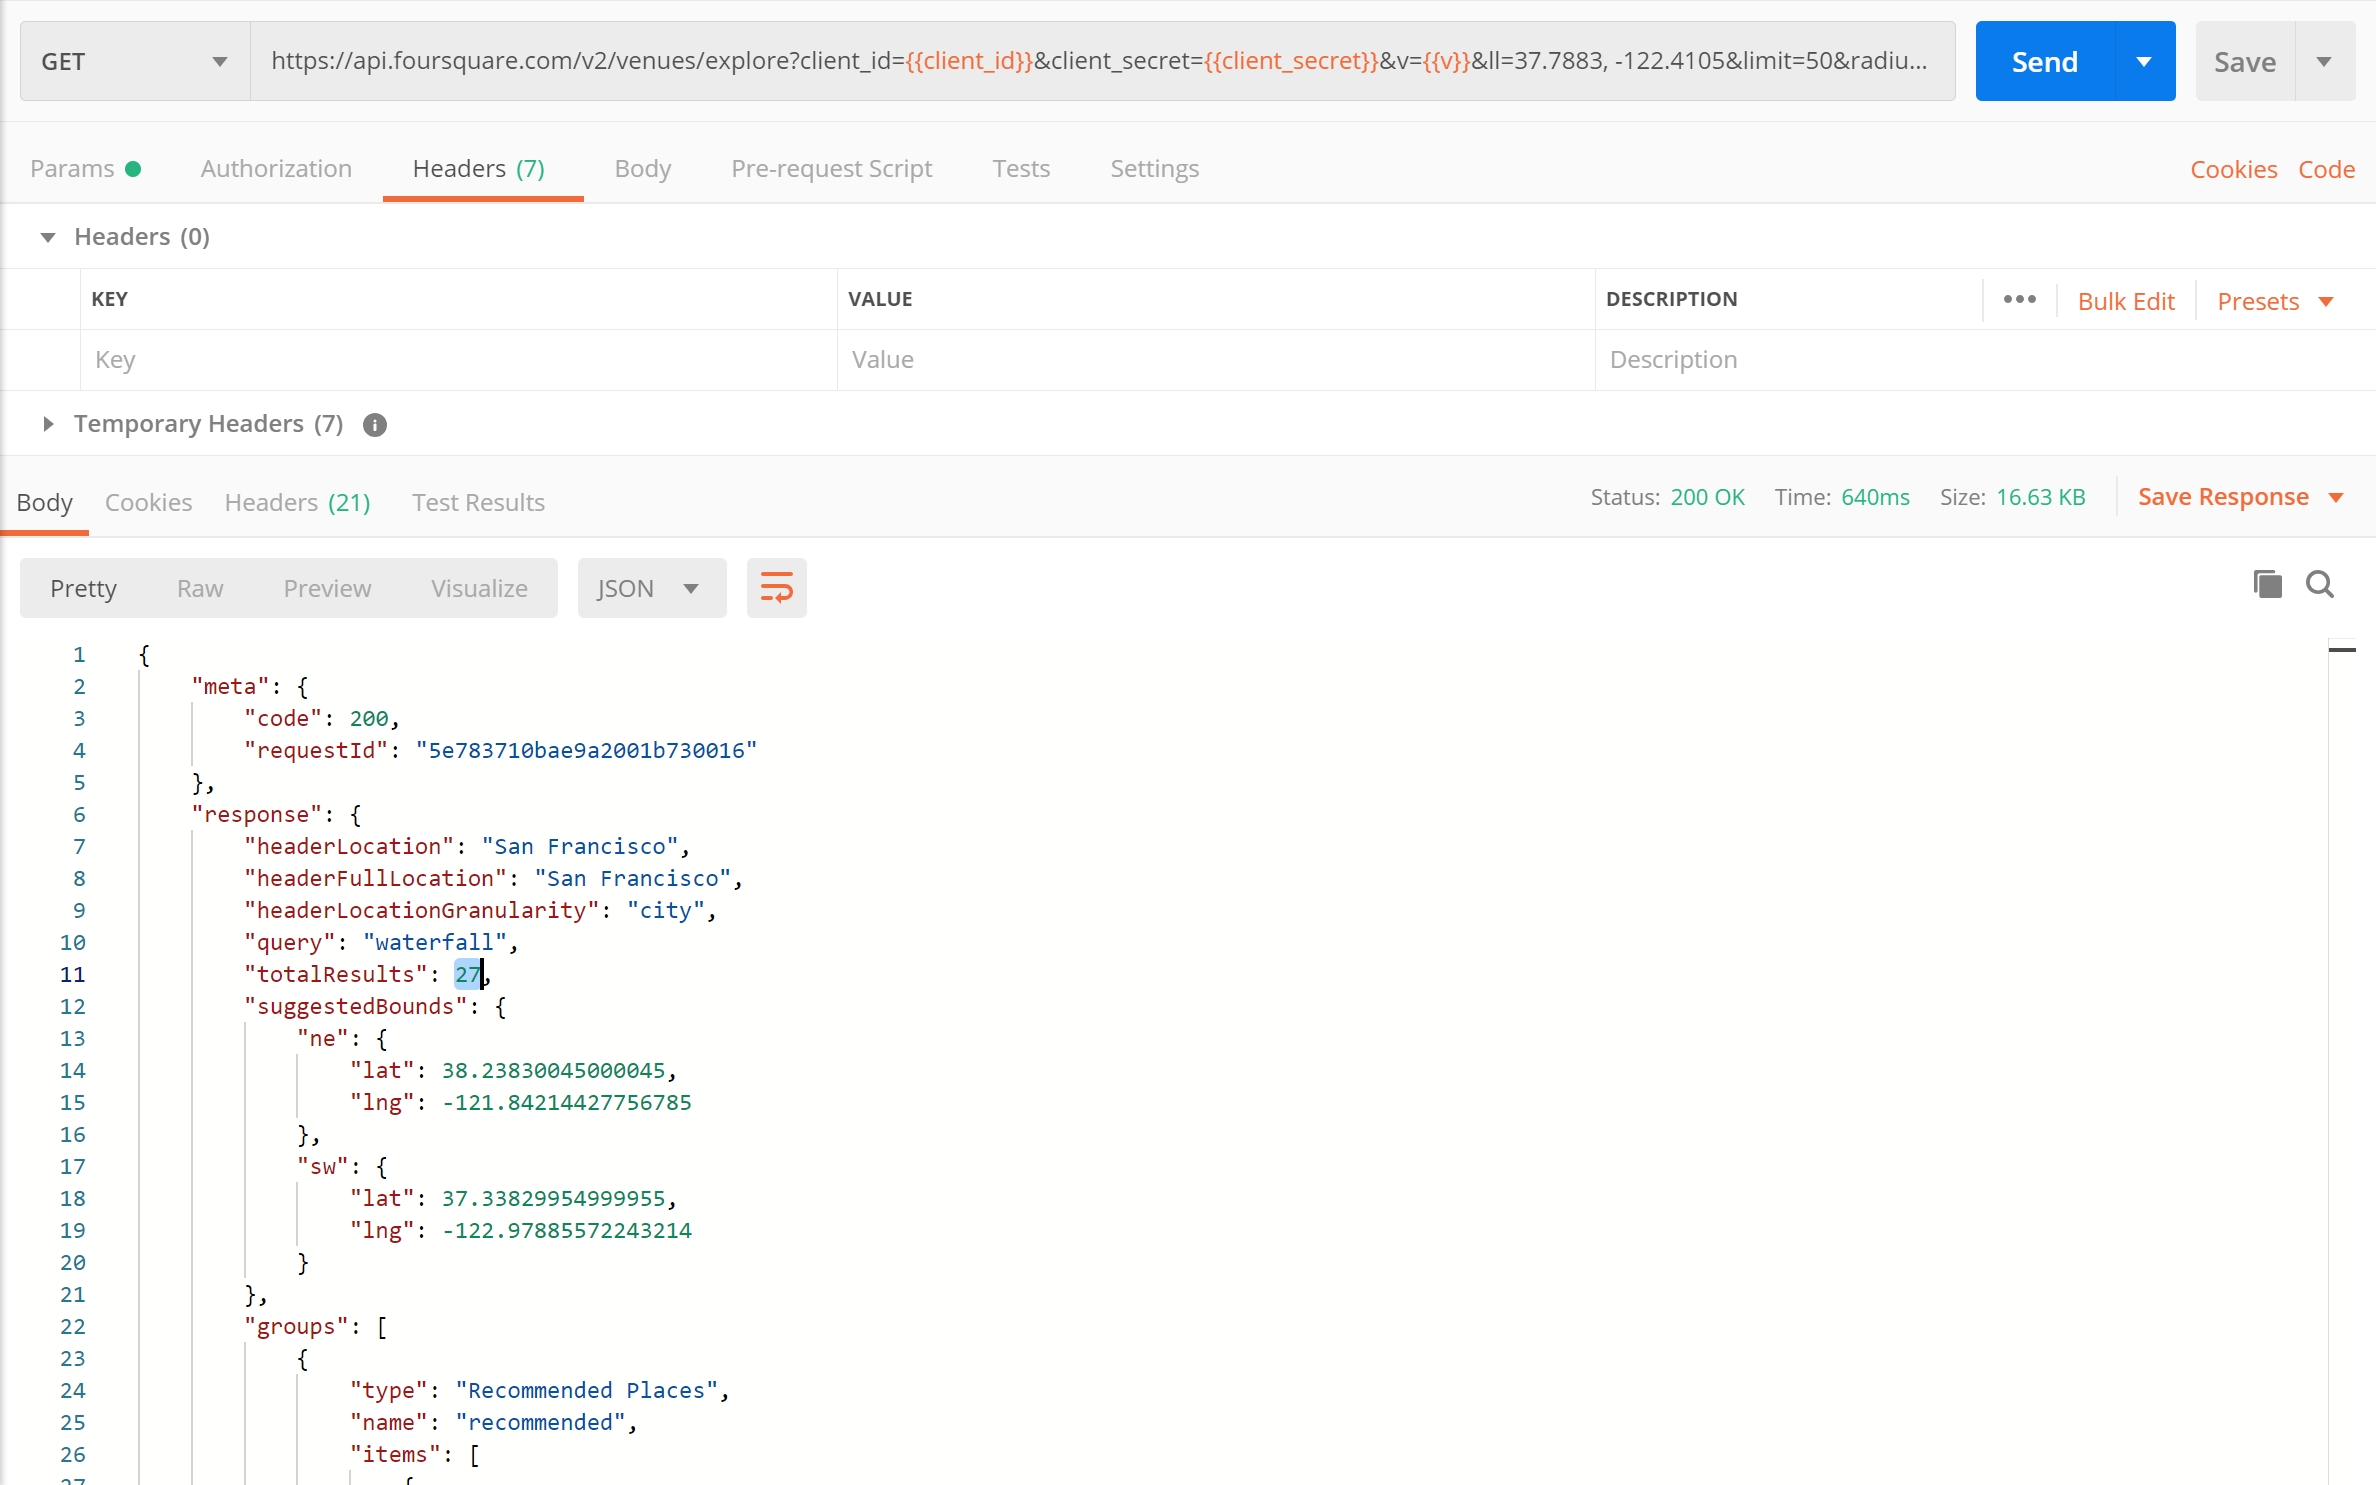 GET https://api.foursquare.com/v2/venues/explore?client_id={{client_id}}&client_secret={{client_secret}}&v={{v}}&ll=37.7883, -122.4105&limit=50&radiu... Send Save
Params Authorization Headers (7) Body Pre-request Script Tests Settings Cookies Code
Headers (0)
KEY VALUE DESCRIPTION ••• Bulk Edit Presets
Key Value Description
Temporary Headers (7) i
Body Cookies Headers (21) Test Results Status: 200 OK Time: 640ms Size: 16.63 KB Save Response
Pretty Raw Preview Visualize JSON
1 {
2 "meta": {
3 "code": 200,
4 "requestId": "5e783710bae9a2001b730016"
5 },
6 "response": {
7 "headerLocation": "San Francisco",
8 "headerFullLocation": "San Francisco",
9 "headerLocationGranularity": "city",
10 "query": "waterfall",
11 "totalResults": 27,
12 "suggestedBounds": {
13 "ne": {
14 "lat": 38.23830045000045,
15 "lng": -121.84214427756785
16 },
17 "sw": {
18 "lat": 37.33829954999955,
19 "lng": -122.97885572243214
20 }
21 },
22 "groups": [
23 {
24 "type": "Recommended Places",
25 "name": "recommended",
26 "items": [
27 {